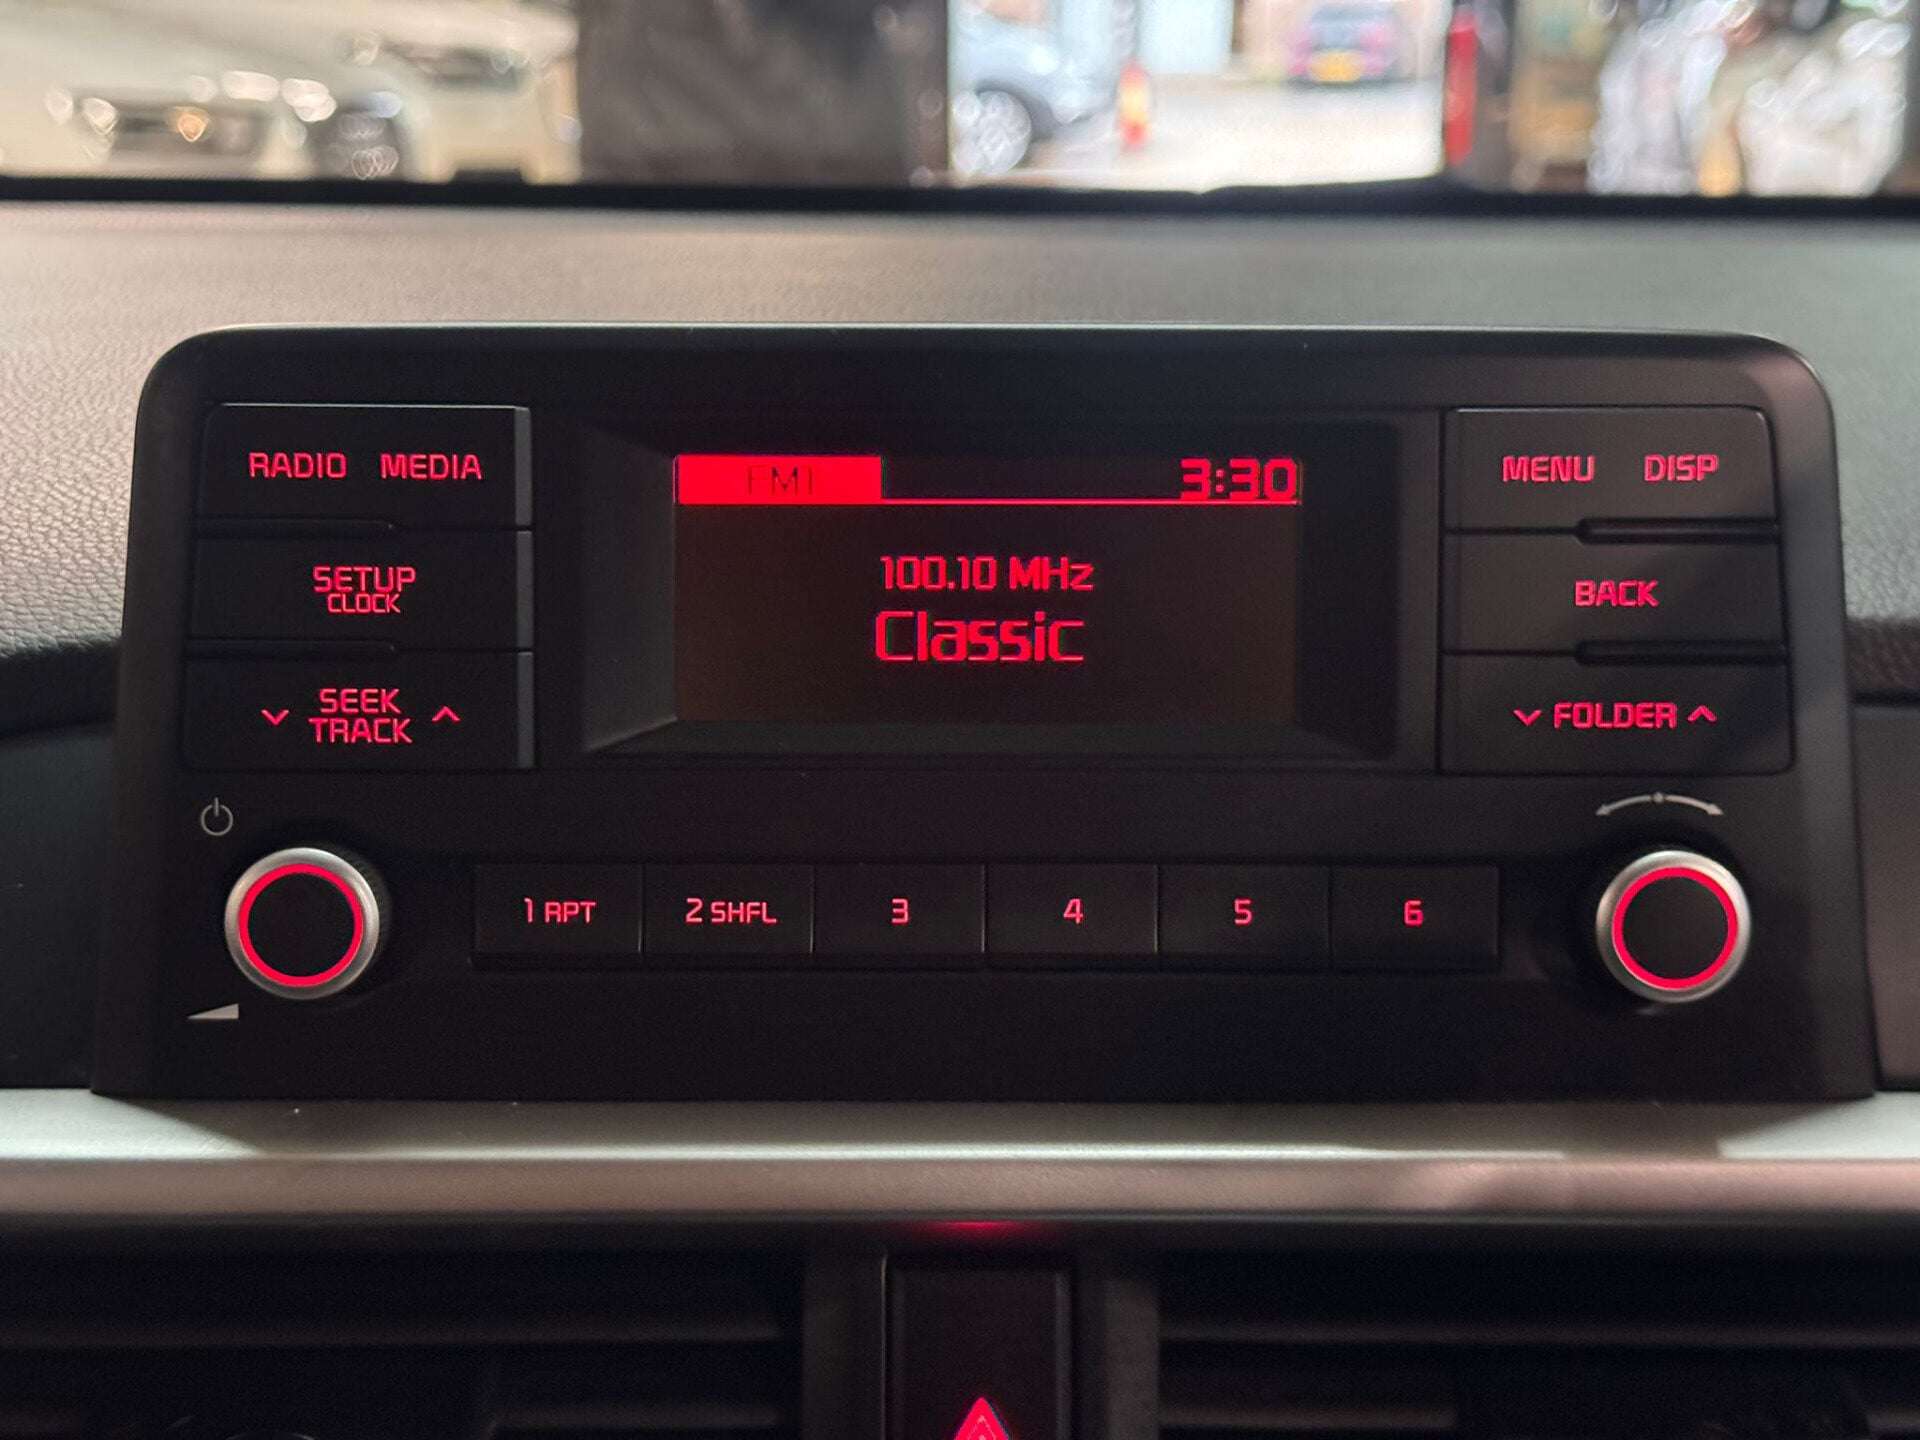 RADIO MEDIA
FM1 3:30
MENU DISP
SETUP
CLOCK
100.10 MHz
Classic
BACK
SEEK
TRACK
FOLDER
1 RPT 2 SHFL 3 4 5 6